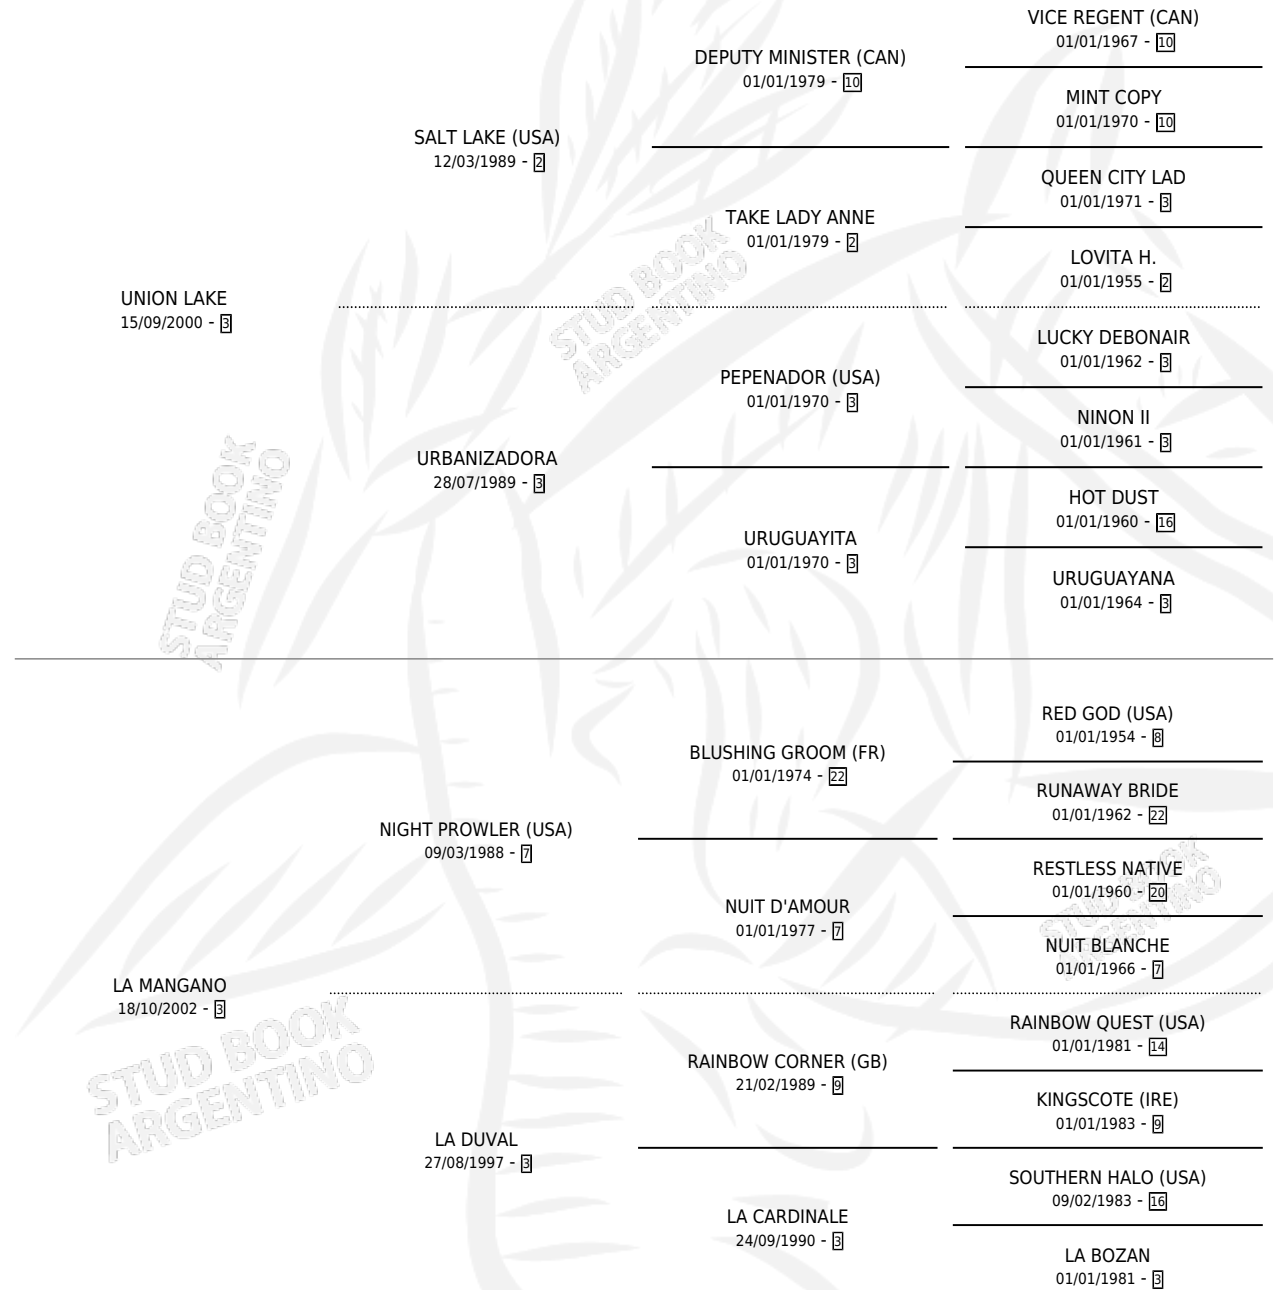 VICE REGENT (CAN)
01/01/1967 - 10
DEPUTY MINISTER (CAN)
01/01/1979 - 10
MINT COPY
01/01/1970 - 10
SALT LAKE (USA)
12/03/1989 - 2
QUEEN CITY LAD
01/01/1971 - 3
TAKE LADY ANNE
01/01/1979 - 2
LOVITA H.
01/01/1955 - 2
STUD BOOK
ARGENTINO
UNION LAKE
15/09/2000 - 3
LUCKY DEBONAIR
01/01/1962 - 3
PEPENADOR (USA)
01/01/1970 - 3
NINON II
01/01/1961 - 3
URBANIZADORA
28/07/1989 - 3
HOT DUST
01/01/1960 - 16
URUGUAYITA
01/01/1970 - 3
URUGUAYANA
01/01/1964 - 3
STUD BOOK
ARGENTINO
RED GOD (USA)
01/01/1954 - 8
BLUSHING GROOM (FR)
01/01/1974 - 22
RUNAWAY BRIDE
01/01/1962 - 22
NIGHT PROWLER (USA)
09/03/1988 - 7
RESTLESS NATIVE
01/01/1960 - 20
NUIT D'AMOUR
01/01/1977 - 7
STUD BOOK
ARGENTINO
NUIT BLANCHE
01/01/1966 - 7
LA MANGANO
18/10/2002 - 3
RAINBOW QUEST (USA)
01/01/1981 - 14
RAINBOW CORNER (GB)
21/02/1989 - 9
STUD BOOK
ARGENTINO
KINGSCOTE (IRE)
01/01/1983 - 9
LA DUVAL
27/08/1997 - 3
SOUTHERN HALO (USA)
09/02/1983 - 16
LA CARDINALE
24/09/1990 - 3
LA BOZAN
01/01/1981 - 3